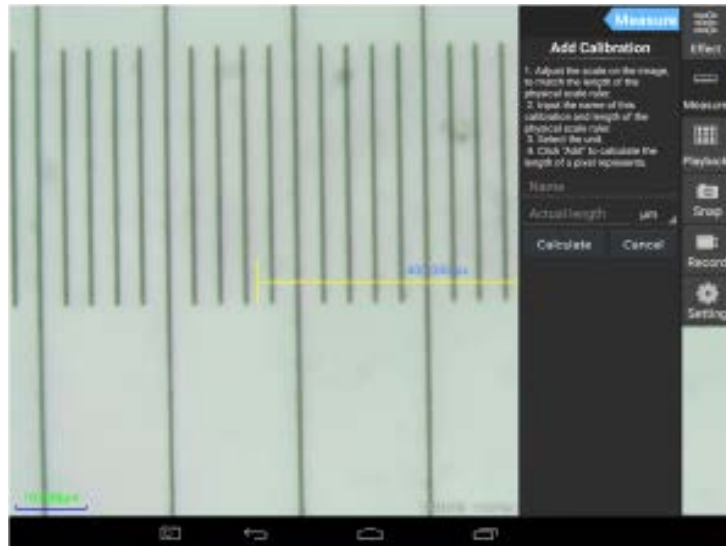 Measure
Add Calibration
1. Adjust the scale on the image,
to match the length of the
physical scale ruler.
2. Input the name of this
calibration and length of the
physical scale ruler.
3. Select the unit.
4. Click "Add" to calculate the
length of a pixel represents.
Name
Actual length μm
Calculate Cancel
Effect
Measure
Playback
Snap
Record
Setting